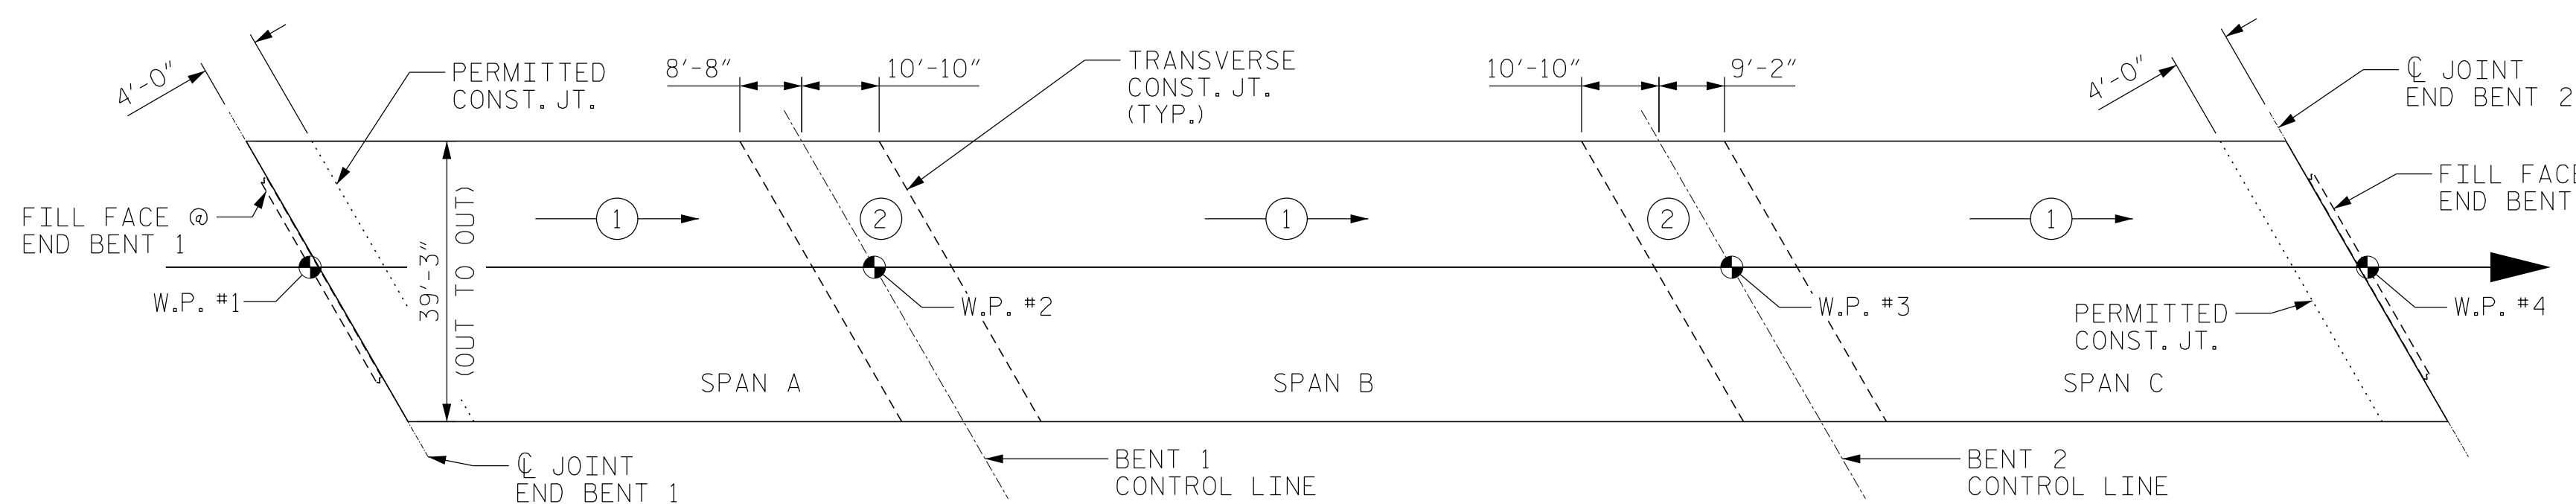 4'-0"
PERMITTED
CONST. JT.
8'-8"
10'-10"
TRANSVERSE
CONST. JT.
(TYP.)
10'-10"
9'-2"
4'-0"
℄ JOINT
END BENT 2
FILL FACE @
END BENT 1
39'-3"
(OUT TO OUT)
1
2
1
2
1
FILL FACE
END BENT
W.P. #1
W.P. #2
W.P. #3
PERMITTED
CONST. JT.
W.P. #4
SPAN A
SPAN B
SPAN C
℄ JOINT
END BENT 1
BENT 1
CONTROL LINE
BENT 2
CONTROL LINE